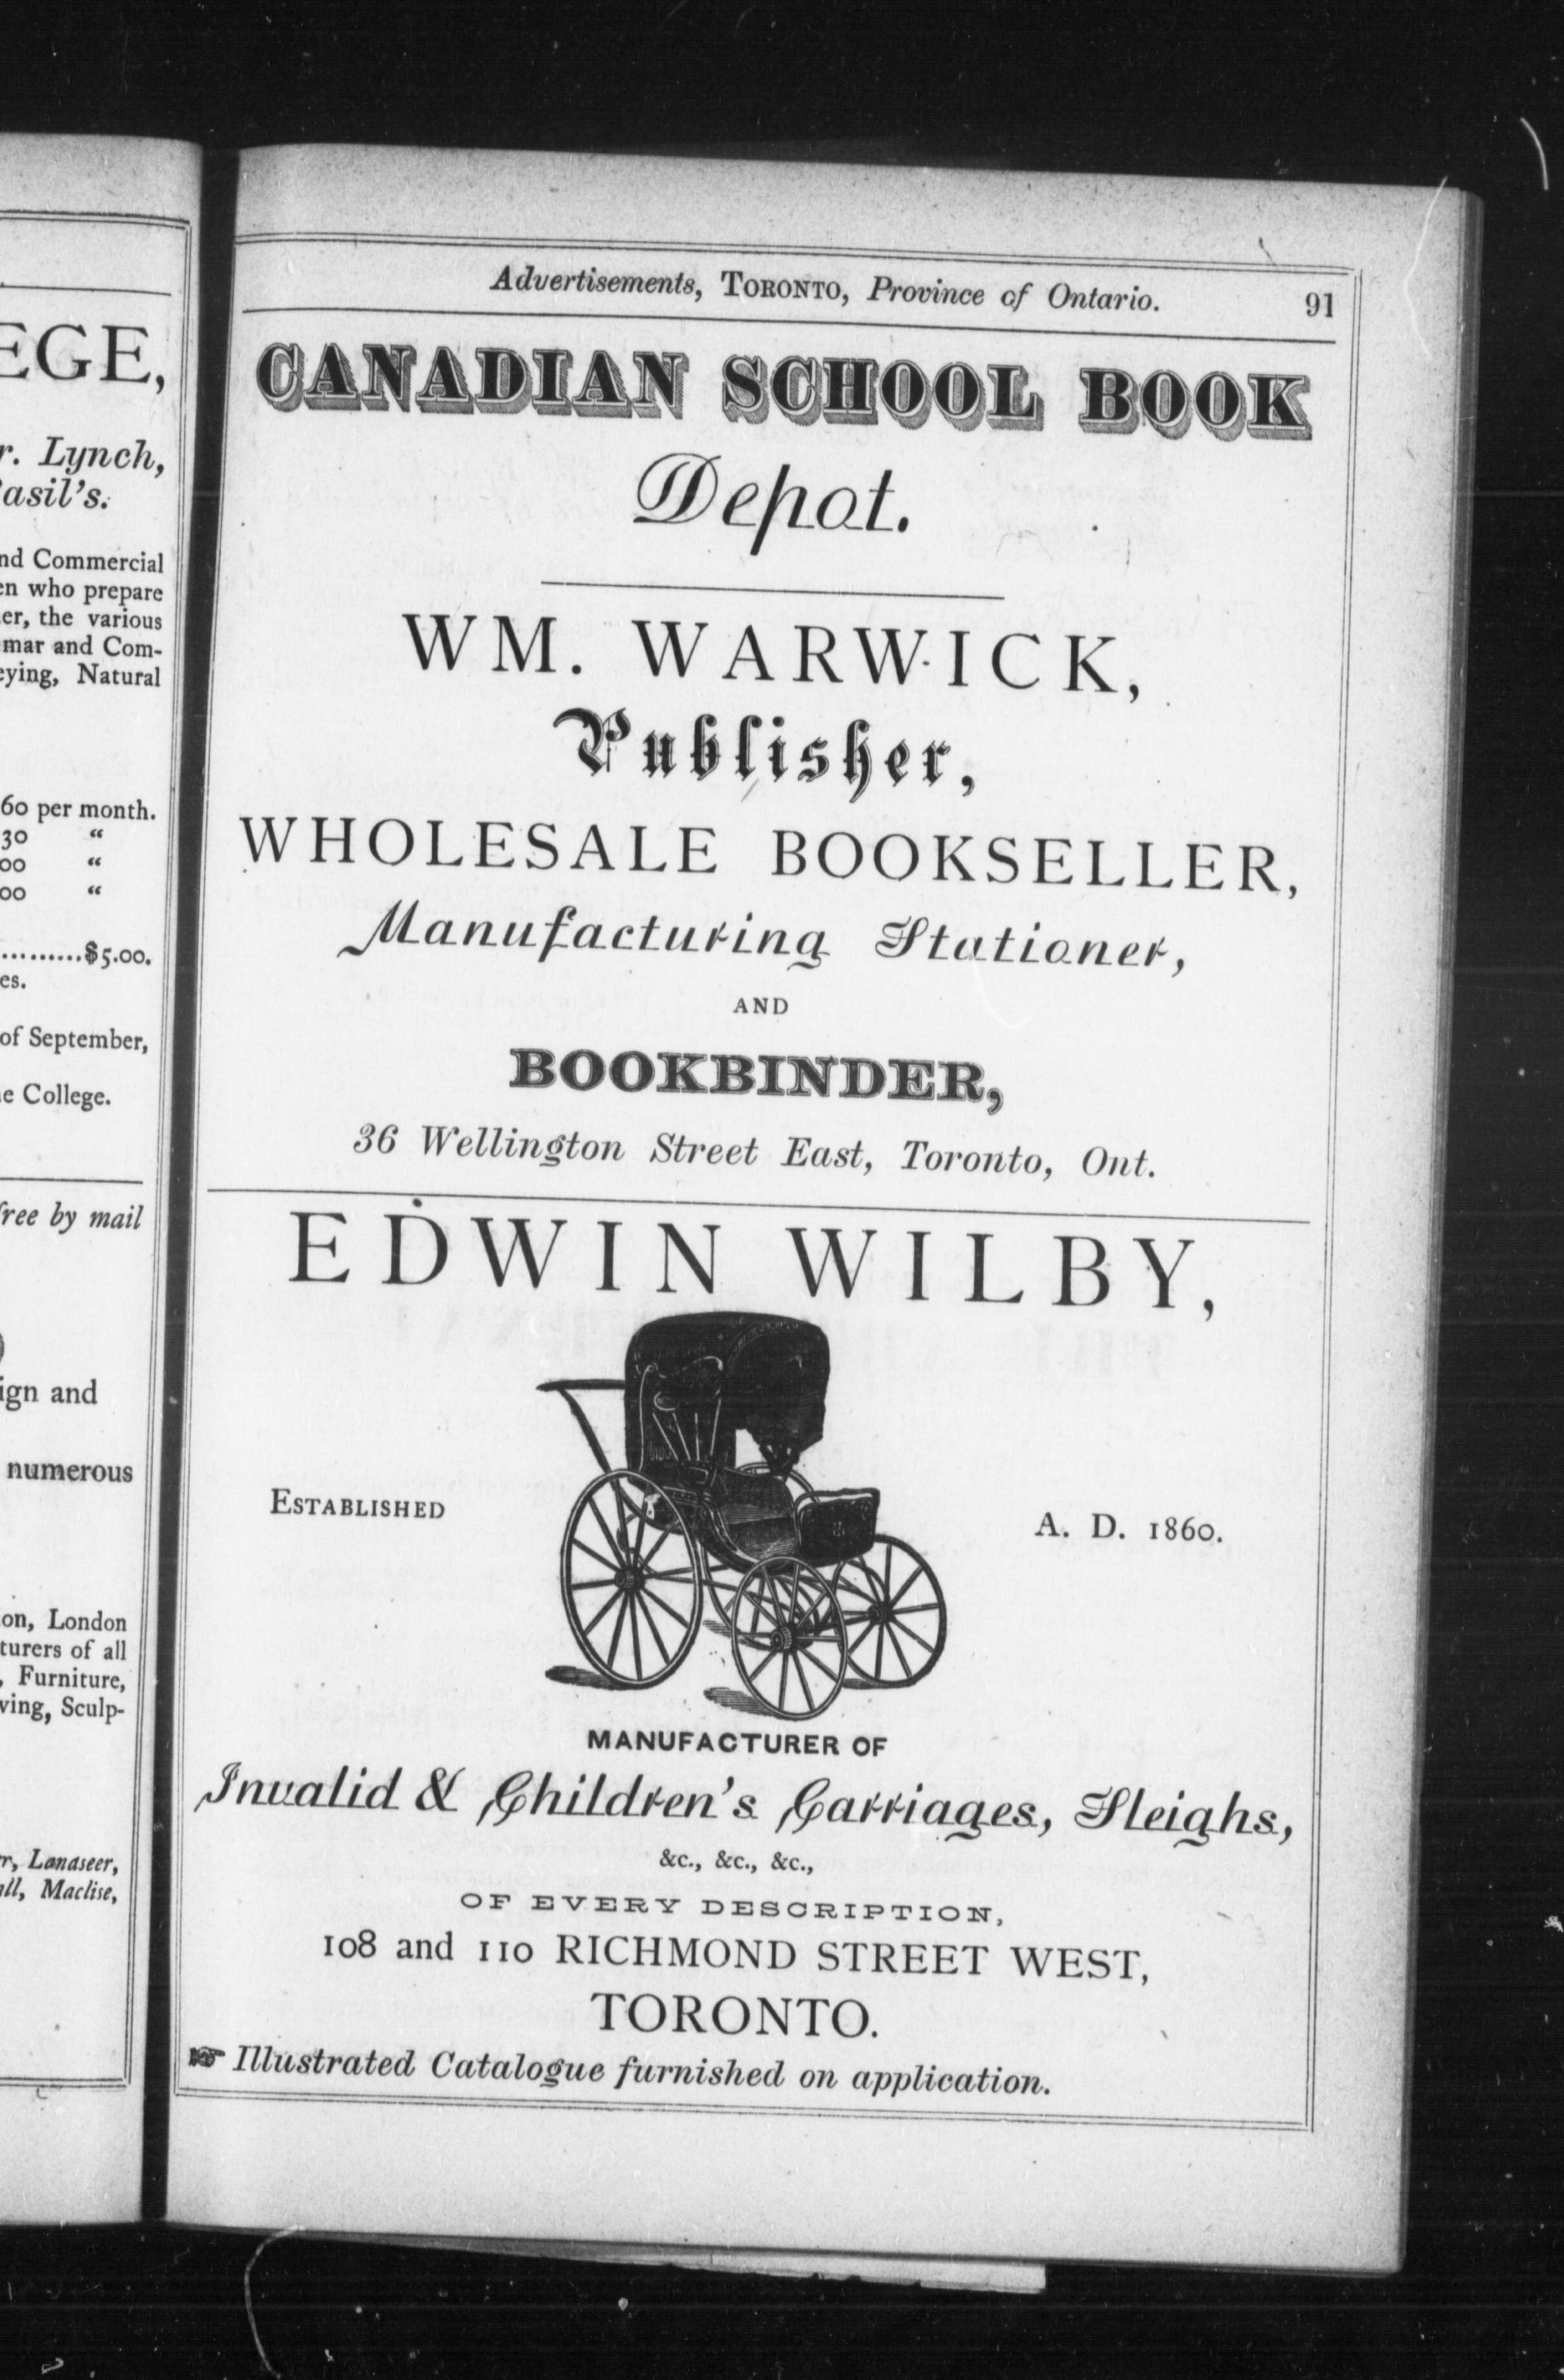 EGE,
Lynch,
asil's.
nd Commercial
who prepare
er, the various
mar and Com-
eying, Natural
60 per month.
30 "
00 "
00 "
..........$5.00.
es.
of September,
e College.
free by mail
ign and
numerous
on, London
turers of all
Furniture,
ving, Sculp-
Maclise,
Advertisements, TORONTO, Province of Ontario. 91
CANADIAN SCHOOL BOOK
Depot.
WM. WARWICK,
Publisher,
WHOLESALE BOOKSELLER,
Manufacturing Stationer,
AND
BOOKBINDER,
36 Wellington Street East, Toronto, Ont.
EDWIN WILBY,
ESTABLISHED A. D. 1860.
MANUFACTURER OF
Invalid & Children's Carriages, Sleighs,
&c., &c., &c.,
OF EVERY DESCRIPTION,
108 and 110 RICHMOND STREET WEST,
TORONTO.
☞ Illustrated Catalogue furnished on application.